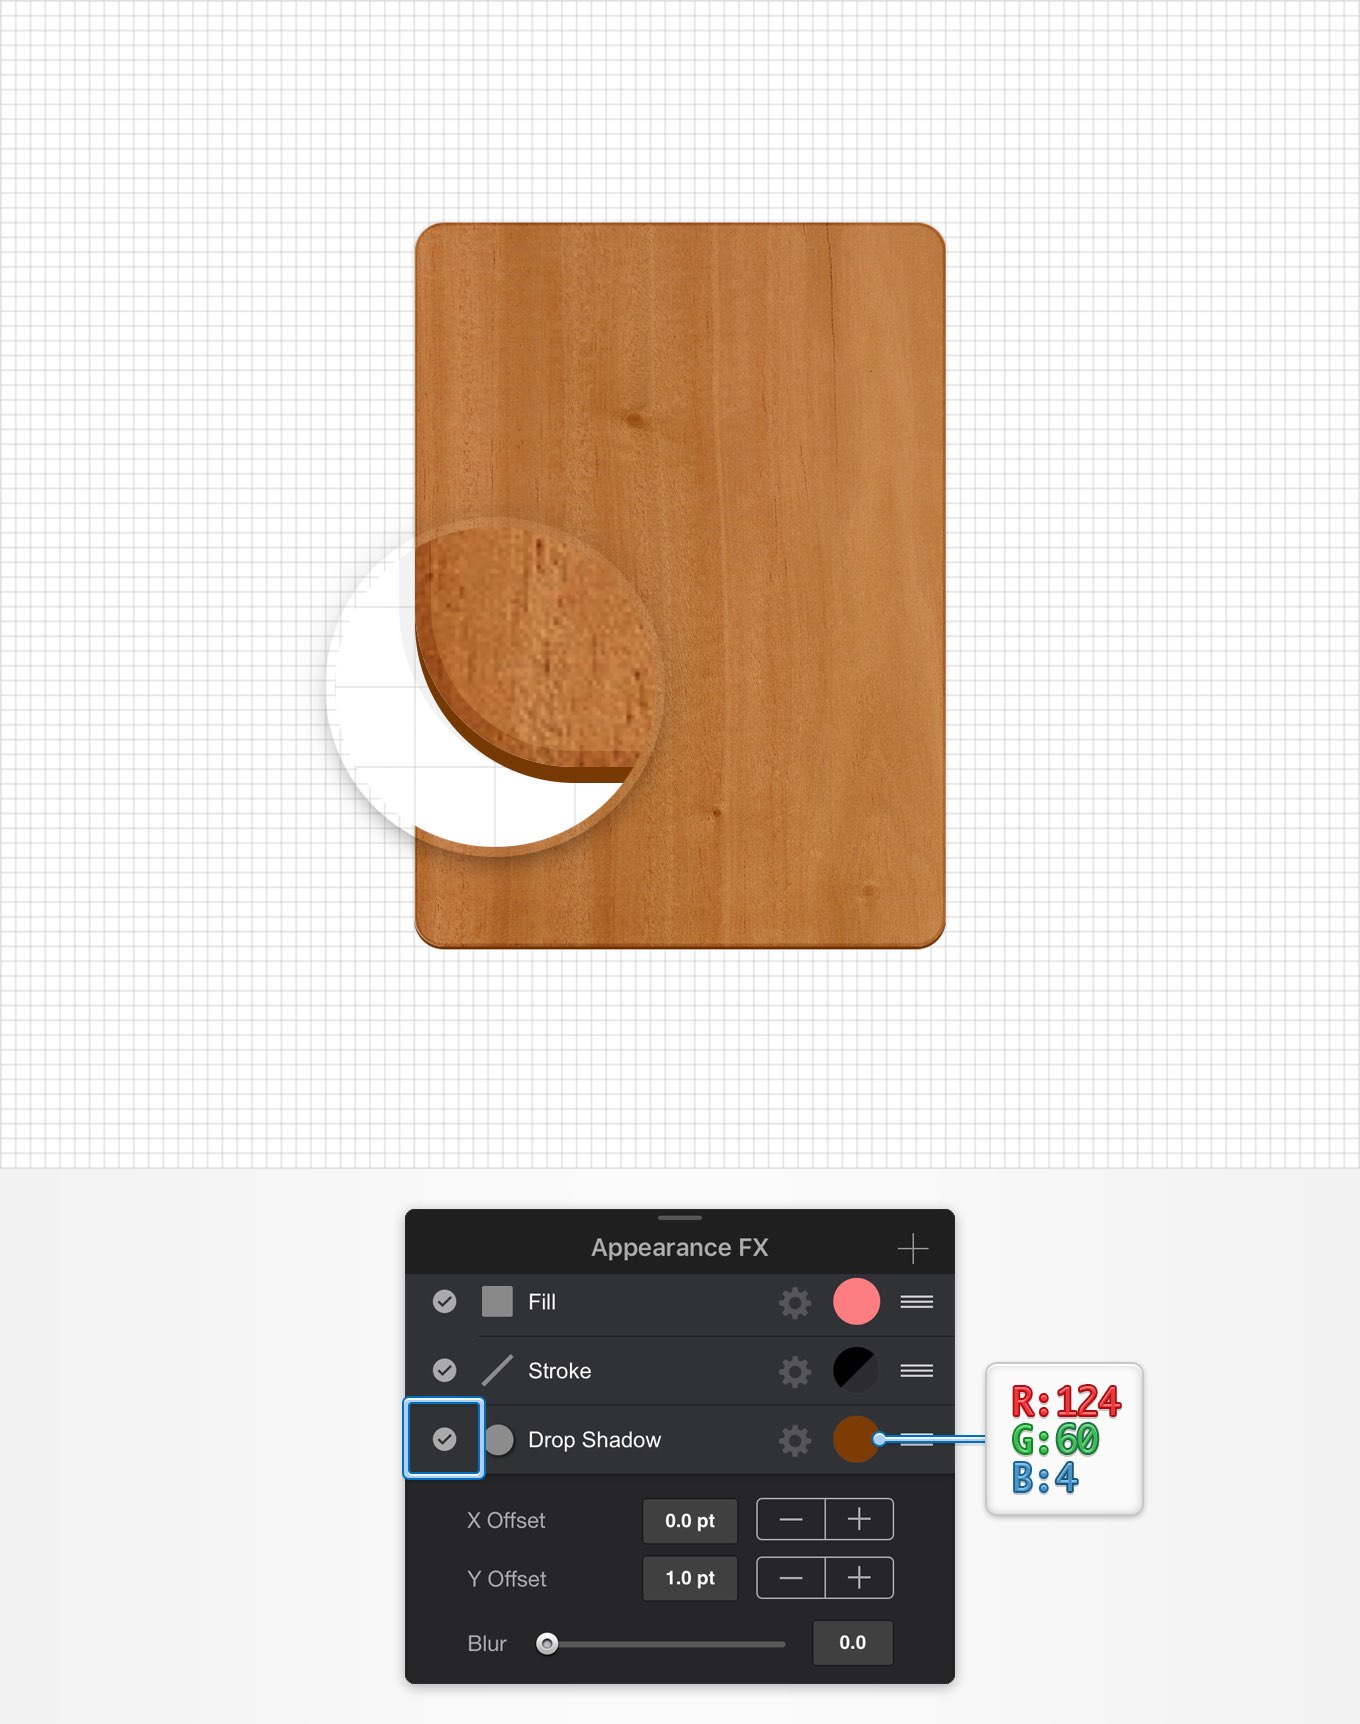 Appearance FX
Fill
Stroke
Drop Shadow
R:124
G:60
B:4
X Offset 0.0 pt
Y Offset 1.0 pt
Blur 0.0